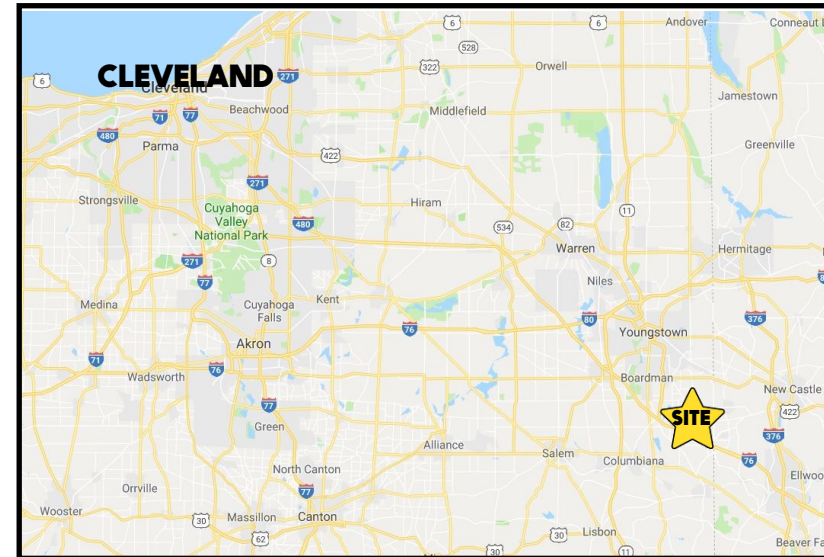 6
6
Andover
Conneaut L
528
322
Orwell
CLEVELAND
Cleveland
271
6
Jamestown
Beachwood
Middlefield
71
77
480
Parma
422
Greenville
271
Strongsville
Hiram
Cuyahoga
Valley
National Park
480
11
534
82
Warren
Hermitage
271
8
77
Niles
Medina
Cuyahoga
Falls
Kent
76
80
376
Youngstown
Akron
71
76
Wadsworth
Boardman
New Castle
77
SITE
422
Green
376
Alliance
Salem
Columbiana
76
North Canton
Ellwoo
Orrville
77
Wooster
30
Massillon
Canton
62
30
30
Lisbon
11
Beaver Fa